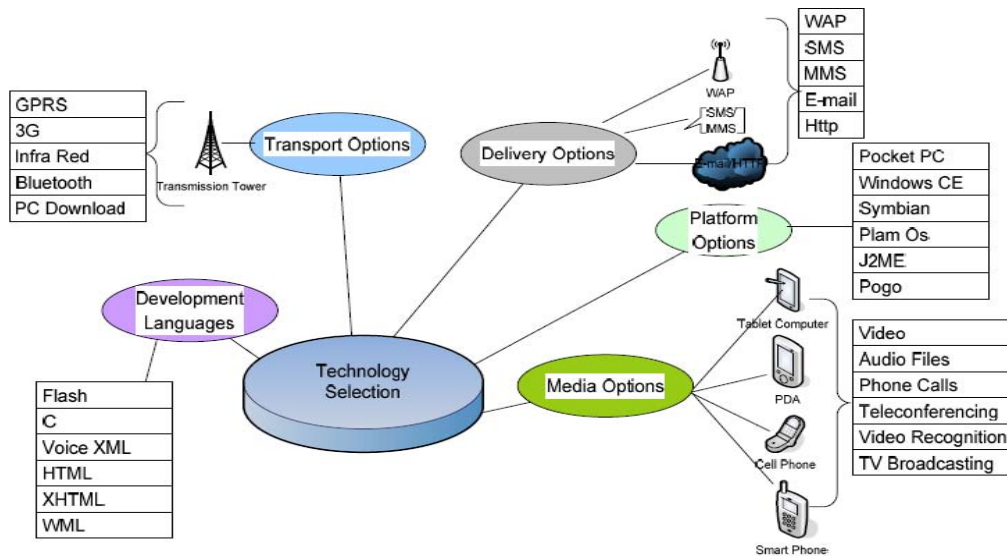 GPRS
3G
Infra Red
Bluetooth
PC Download
Transmission Tower
Transport Options
Delivery Options
WAP
SMS/
MMS
E-mail/HTTP
WAP
SMS
MMS
E-mail
Http
Platform
Options
Pocket PC
Windows CE
Symbian
Plam Os
J2ME
Pogo
Development
Languages
Flash
C
Voice XML
HTML
XHTML
WML
Technology
Selection
Media Options
Tablet Computer
PDA
Cell Phone
Smart Phone
Video
Audio Files
Phone Calls
Teleconferencing
Video Recognition
TV Broadcasting